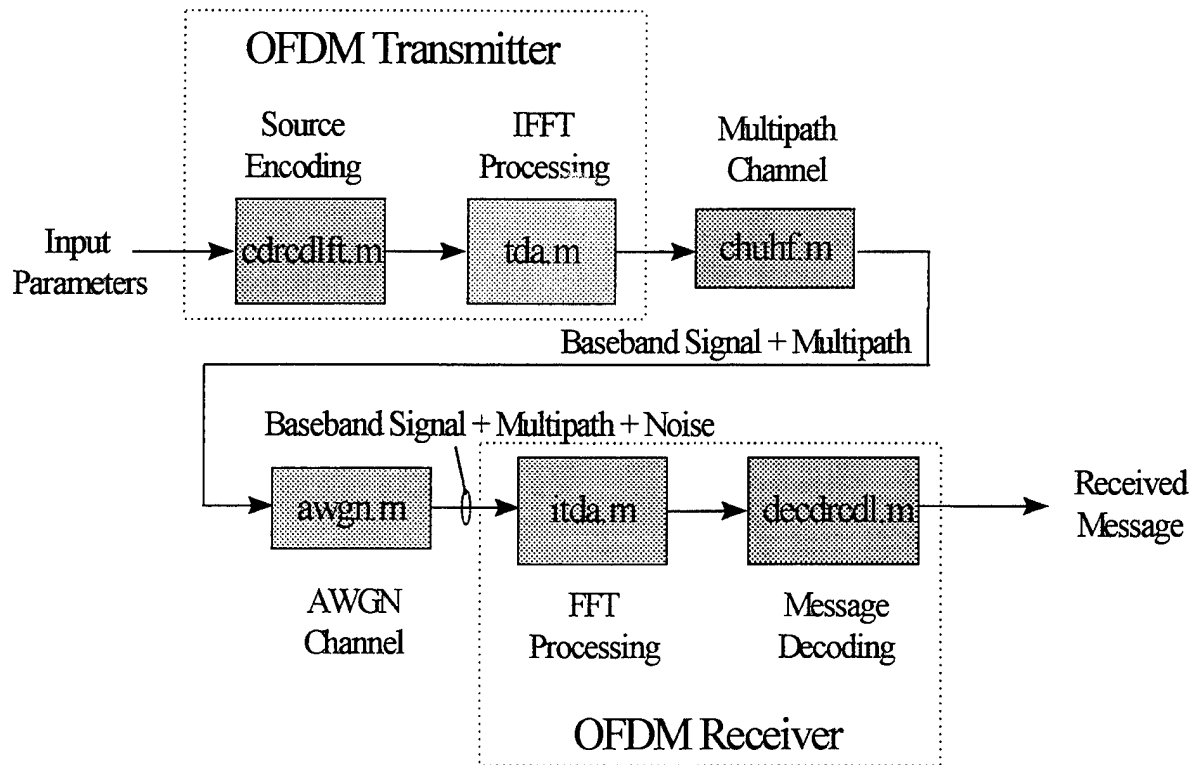 OFDM Transmitter
Source
Encoding
IFFT
Processing
Multipath
Channel
Input
Parameters
cdrcdlft.m
tda.m
chuhf.m
Baseband Signal + Multipath
Baseband Signal + Multipath + Noise
awgn.m
itda.m
decdrcdl.m
Received
Message
AWGN
Channel
FFT
Processing
Message
Decoding
OFDM Receiver